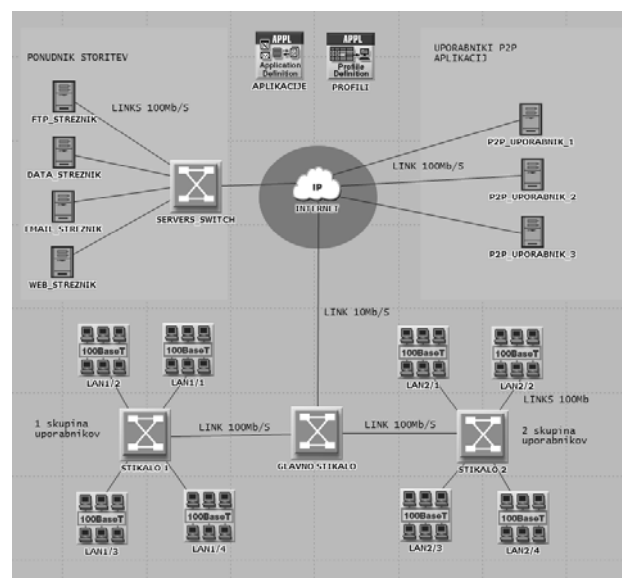 PONUDNIK STORITEV
APPL
Application
Definition
APLIKACIJE
APPL
Profile
Definition
PROFILI
UPORABNIKI P2P
APLIKACIJ
FTP_STREZNIK
LINKS 100Mb/S
DATA_STREZNIK
EMAIL_STREZNIK
WEB_STREZNIK
SERVERS_SWITCH
IP
INTERNET
LINK 100Mb/S
P2P_UPORABNIK_1
P2P_UPORABNIK_2
P2P_UPORABNIK_3
LINK 10Mb/S
100BaseT
LAN1/2
100BaseT
LAN1/1
100BaseT
LAN2/1
100BaseT
LAN2/2
LINKS 100Mb
1 skupina
uporabnikov
STIKALO 1
LINK 100Mb/S
GLAVNO STIKALO
LINK 100Mb/S
STIKALO 2
2 skupina
uporabnikov
100BaseT
LAN1/3
100BaseT
LAN1/4
100BaseT
LAN2/3
100BaseT
LAN2/4